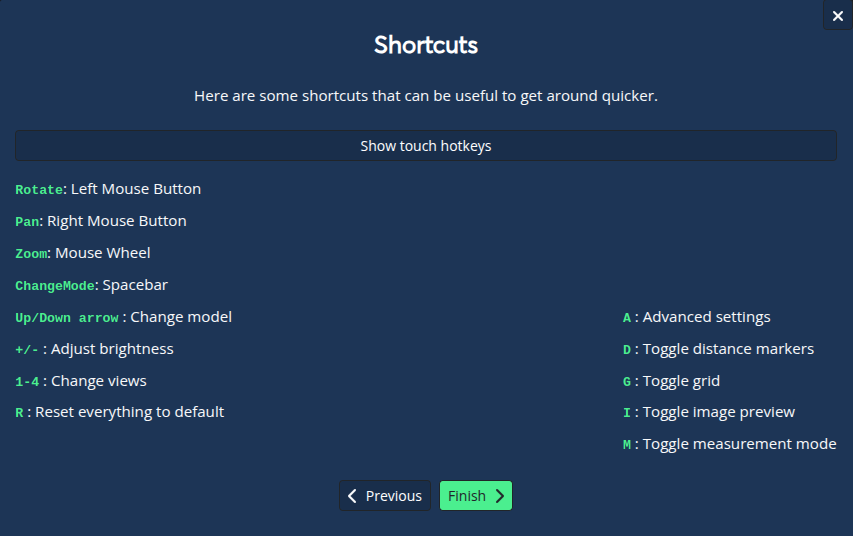 Shortcuts
Here are some shortcuts that can be useful to get around quicker.
Show touch hotkeys
Rotate: Left Mouse Button
Pan: Right Mouse Button
Zoom: Mouse Wheel
ChangeMode: Spacebar
Up/Down arrow : Change model
+/- : Adjust brightness
1-4 : Change views
R : Reset everything to default
A : Advanced settings
D : Toggle distance markers
G : Toggle grid
I : Toggle image preview
M : Toggle measurement mode
Previous
Finish